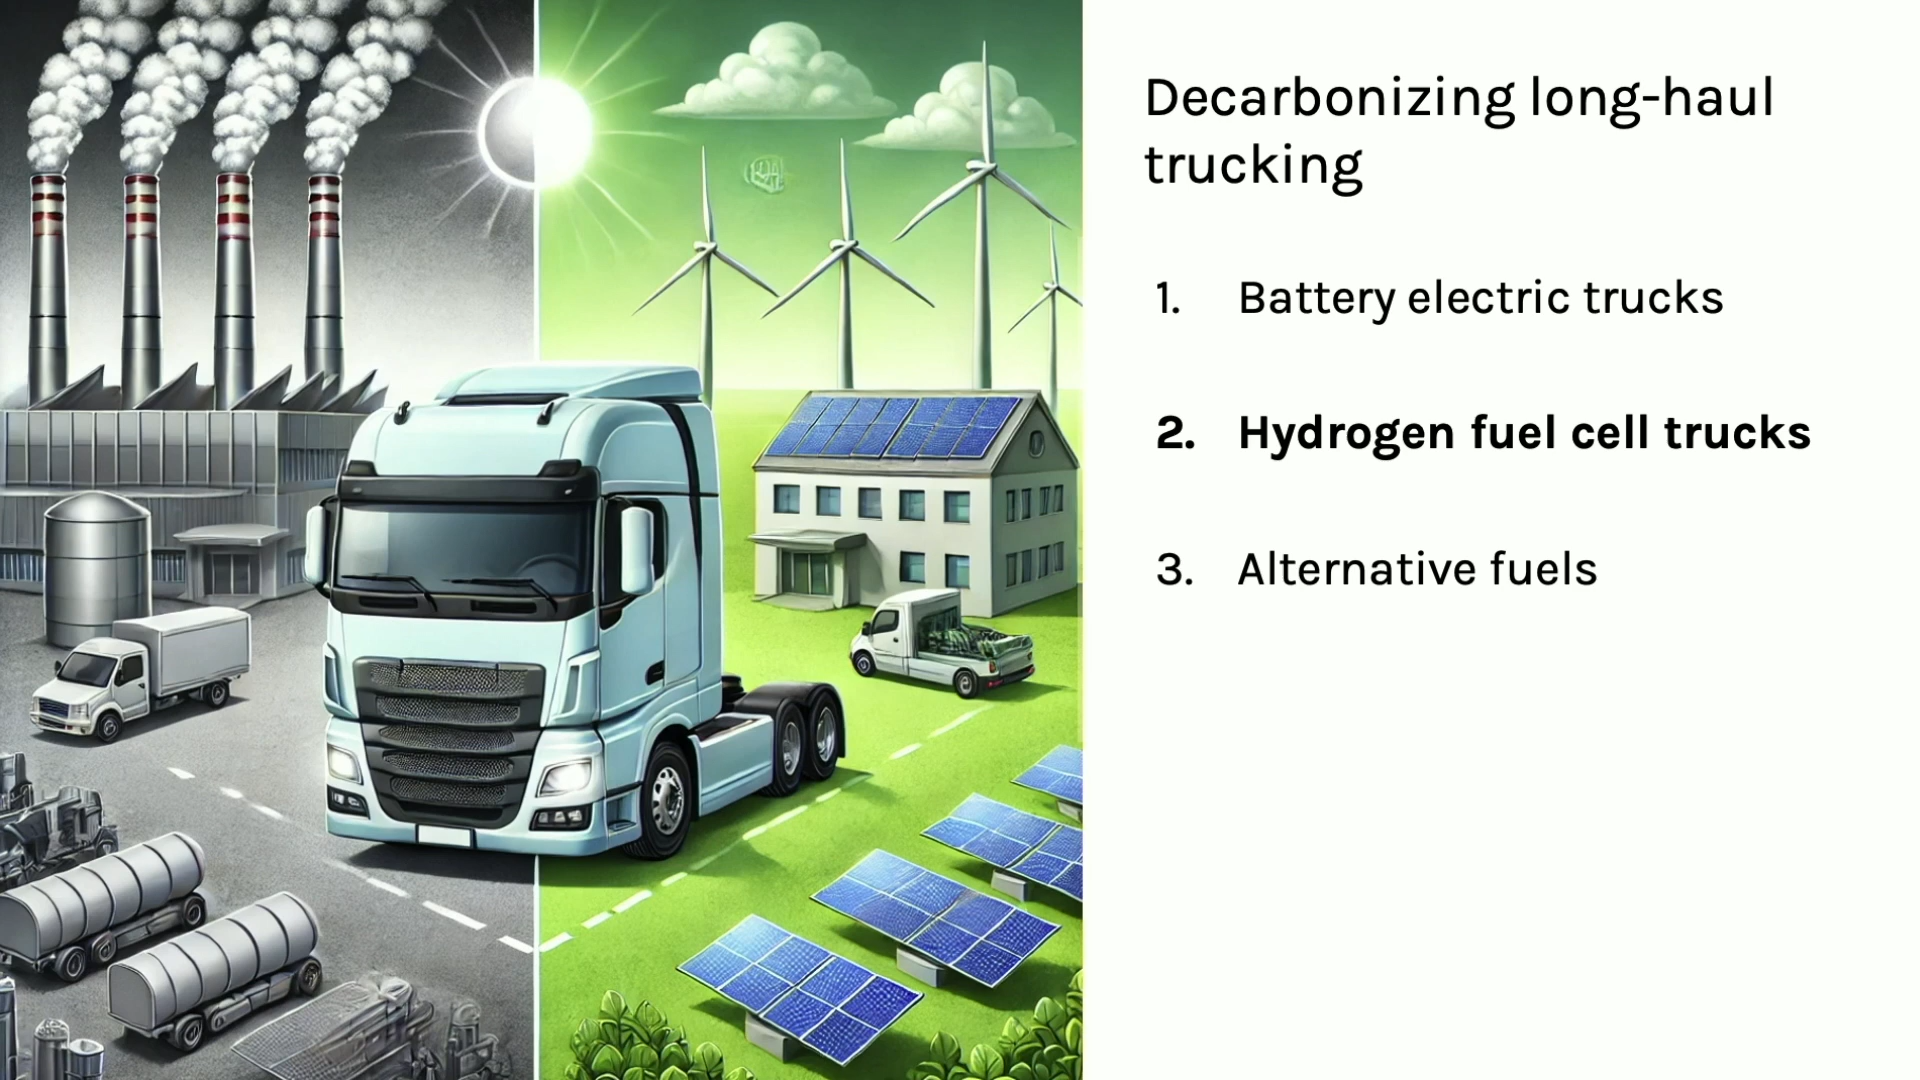 Decarbonizing long-haul
trucking
1. Battery electric trucks
2. Hydrogen fuel cell trucks
3. Alternative fuels